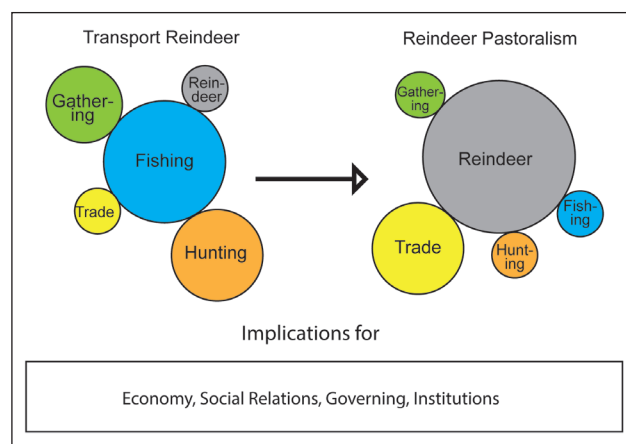 Transport Reindeer
Reindeer Pastoralism
Gather-
ing
Rein-
deer
Fishing
Trade
Hunting
Gather-
ing
Reindeer
Fish-
ing
Trade
Hunt-
ing
Implications for
Economy, Social Relations, Governing, Institutions